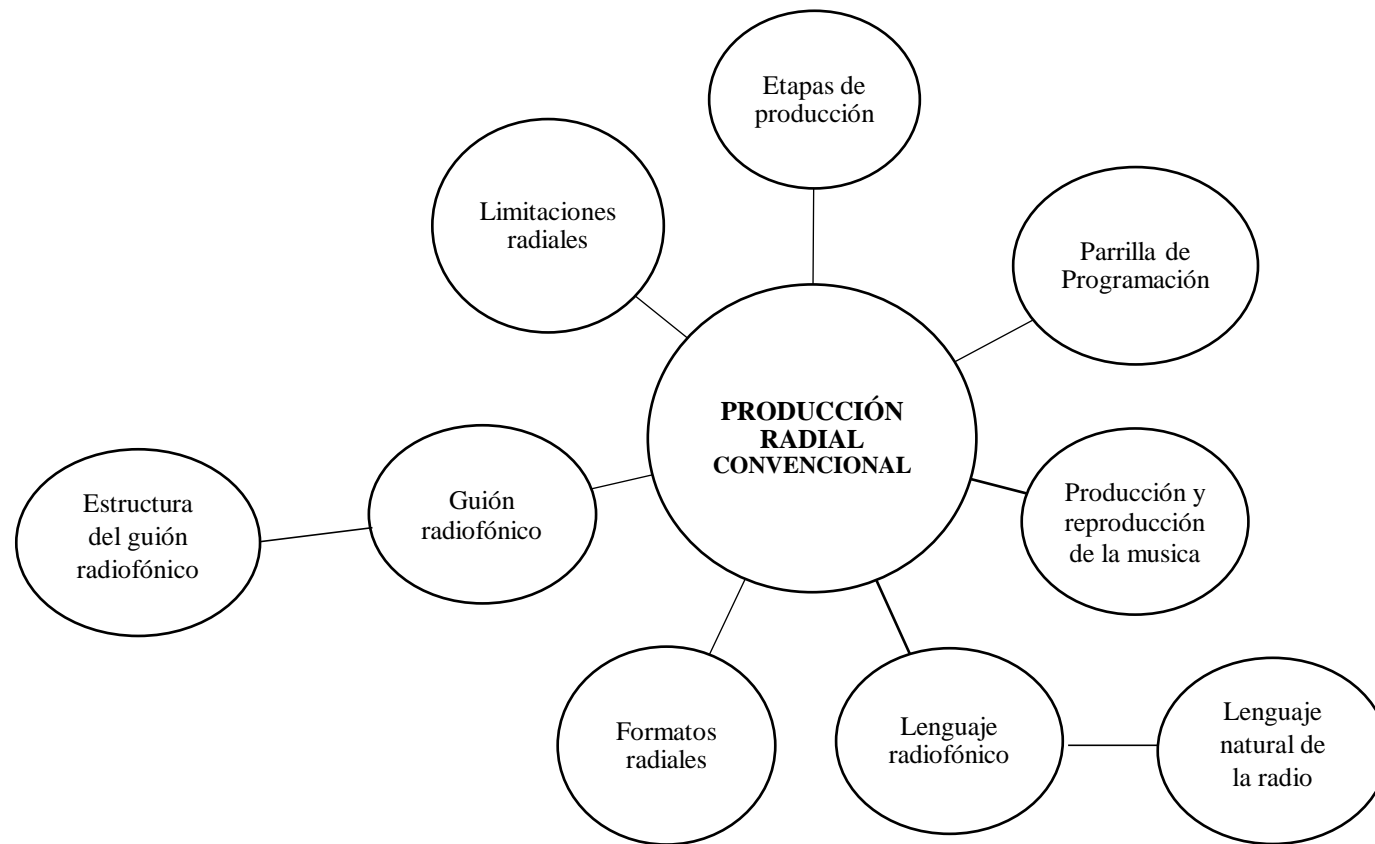 Etapas de
producción
Limitaciones
radiales
Parrilla de
Programación
PRODUCCIÓN
RADIAL
CONVENCIONAL
Estructura
del guión
radiofónico
Guión
radiofónico
Producción y
reproducción
de la musica
Formatos
radiales
Lenguaje
radiofónico
Lenguaje
natural de
la radio